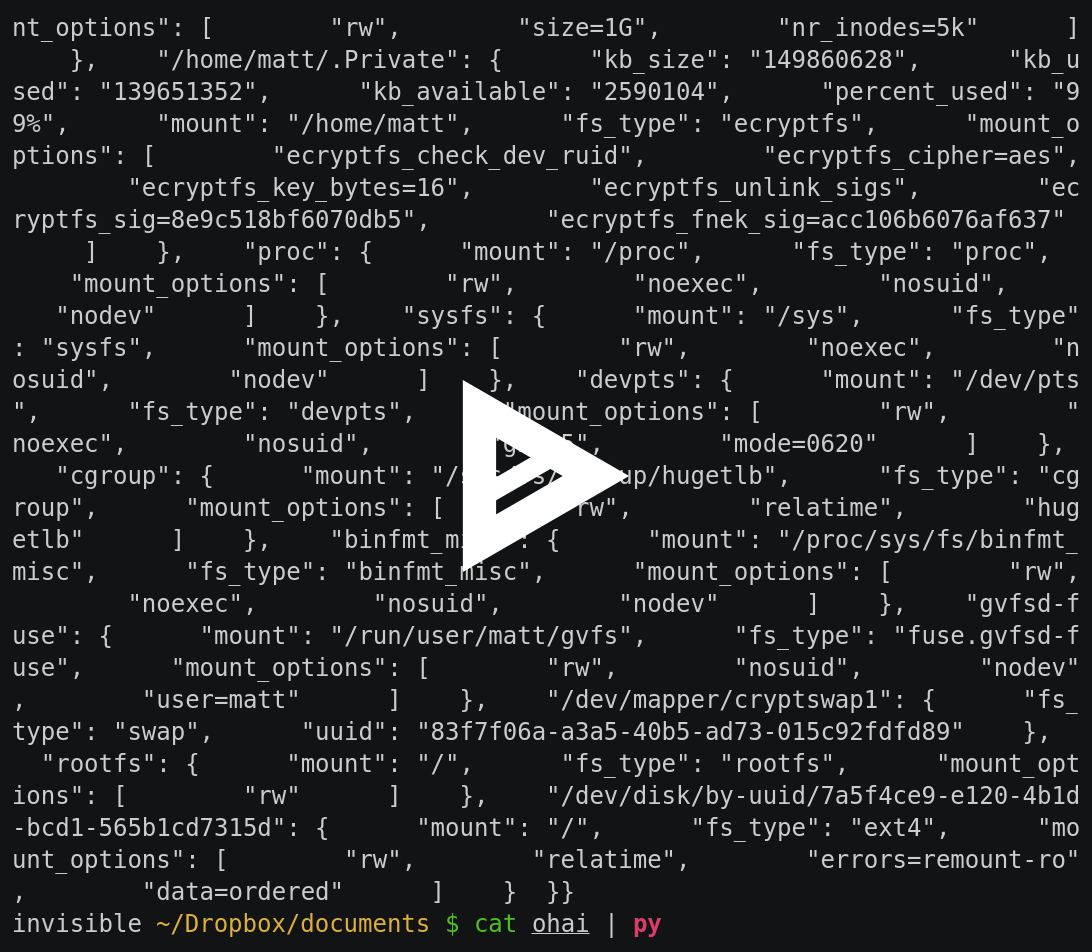 nt_options": [        "rw",        "size=1G",        "nr_inodes=5k"      ]
    },    "/home/matt/.Private": {      "kb_size": "149860628",      "kb_u
sed": "139651352",      "kb_available": "2590104",      "percent_used": "9
9%",      "mount": "/home/matt",      "fs_type": "ecryptfs",      "mount_o
ptions": [        "ecryptfs_check_dev_ruid",        "ecryptfs_cipher=aes",
        "ecryptfs_key_bytes=16",        "ecryptfs_unlink_sigs",        "ec
ryptfs_sig=8e9c518bf6070db5",        "ecryptfs_fnek_sig=acc106b6076af637"
     ]    },    "proc": {      "mount": "/proc",      "fs_type": "proc",
    "mount_options": [        "rw",        "noexec",        "nosuid",
   "nodev"      ]    },    "sysfs": {      "mount": "/sys",      "fs_type"
: "sysfs",      "mount_options": [        "rw",        "noexec",        "n
osuid",        "nodev"      ]    },    "devpts": {      "mount": "/dev/pts
",      "fs_type": "devpts",      "mount_options": [        "rw",        "
noexec",        "nosuid",                "mode=0620"      ]    },
   "cgroup": {      "mount":      "fs_type": "cg
roup",      "mount_options": [        "rw",        "relatime",        "hug
etlb"      ]    },    "binfmt_misc": {      "mount": "/proc/sys/fs/binfmt_
misc",      "fs_type": "binfmt_misc",      "mount_options": [        "rw",
        "noexec",        "nosuid",        "nodev"      ]    },    "gvfsd-f
use": {      "mount": "/run/user/matt/gvfs",      "fs_type": "fuse.gvfsd-f
use",      "mount_options": [        "rw",        "nosuid",        "nodev"
,        "user=matt"      ]    },    "/dev/mapper/cryptswap1": {      "fs_
type": "swap",      "uuid": "83f7f06a-a3a5-40b5-ad73-015c92fdfd89"    },
  "rootfs": {      "mount": "/",      "fs_type": "rootfs",      "mount_opt
ions": [        "rw"      ]    },    "/dev/disk/by-uuid/7a5f4ce9-e120-4b1d
-bcd1-565b1cd7315d": {      "mount": "/",      "fs_type": "ext4",      "mo
unt_options": [        "rw",        "relatime",        "errors=remount-ro"
,        "data=ordered"      ]    }  }}
invisible ~/Dropbox/documents $ cat ohai | py